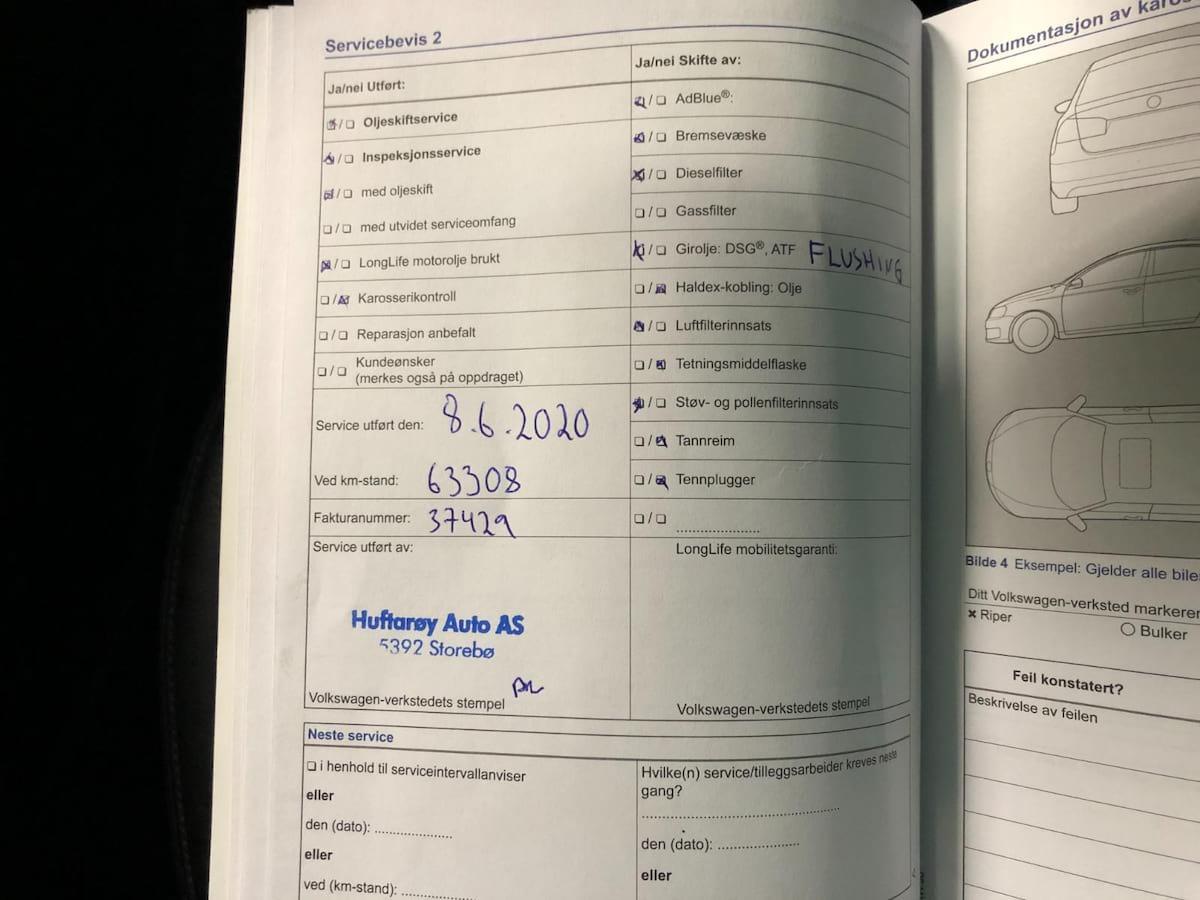 Servicebevis 2
Ja/nei Utført:
/ Oljeskiftservice
/ Inspeksjonsservice
/ med oljeskift
/ med utvidet serviceomfang
/ LongLife motorolje brukt
/ Karosserikontroll
/ Reparasjon anbefalt
/ Kundeønsker
(merkes også på oppdraget)
Service utført den: 8.6.2020
Ved km-stand: 63308
Fakturanummer: 37429
Service utført av:
Huftarøy Auto AS
5392 Storebø
Volkswagen-verkstedets stempel
Ja/nei Skifte av:
/ AdBlue®:
/ Bremsevæske
/ Dieselfilter
/ Gassfilter
/ Girolje: DSG®, ATF FLUSHING
/ Haldex-kobling: Olje
/ Luftfilterinnsats
/ Tetningsmiddelflaske
/ Støv- og pollenfilterinnsats
/ Tannreim
/ Tennplugger
/ ......................
LongLife mobilitetsgaranti:
Volkswagen-verkstedets stempel
Neste service
i henhold til serviceintervallanviser
eller
den (dato): ....................
eller
ved (km-stand): ....................
Hvilke(n) service/tilleggsarbeider kreves neste
gang?
den (dato): ....................
eller
Dokumentasjon av
Bilde 4 Eksempel: Gjelder alle
Ditt Volkswagen-verksted
× Riper
Bulker
Feil konstatert?
Beskrivelse av feilen